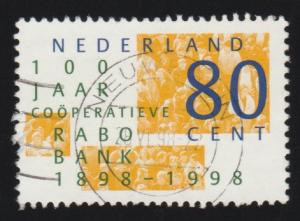 NEDERLAND
100
JAAR
COÖPERATIEVE
RABO
BANK
1898-1998
80
CENT